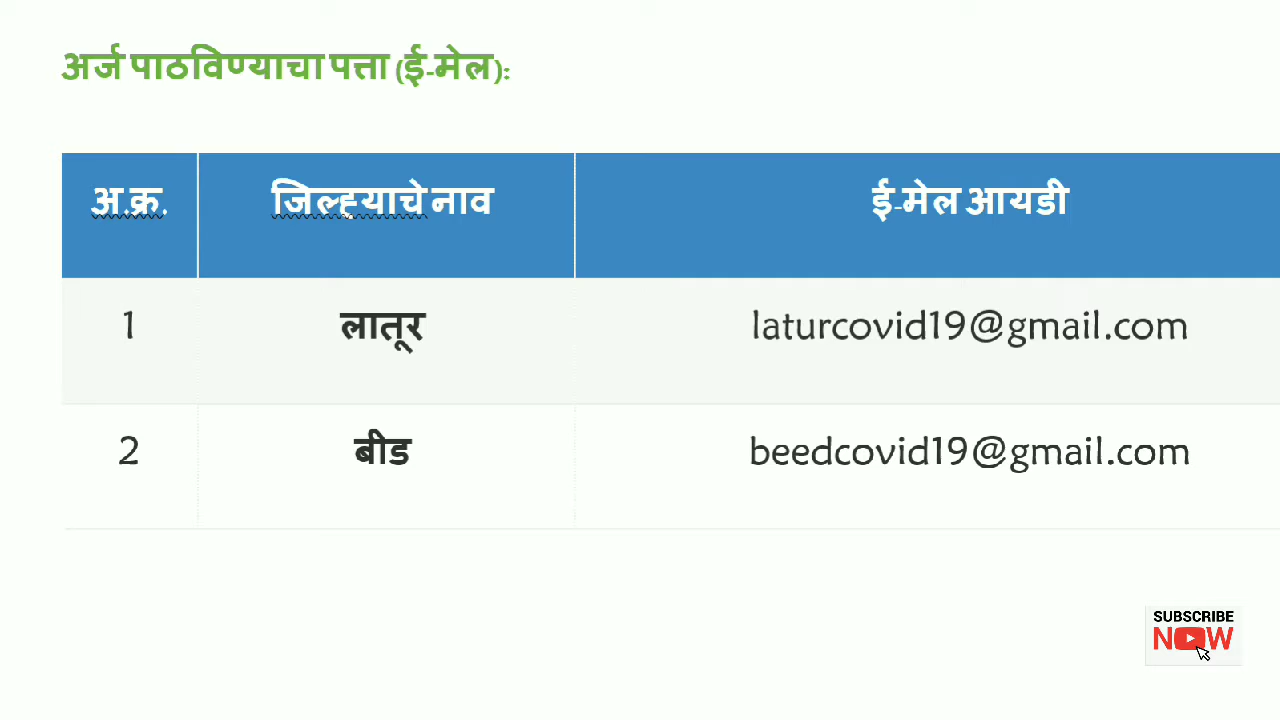 अर्ज पाठविण्याचा पत्ता (ई-मेल):
अ.क्र. जिल्ह्याचे नाव ई-मेल आयडी
1 लातूर laturcovid19@gmail.com
2 बीड beedcovid19@gmail.com
SUBSCRIBE
NOW